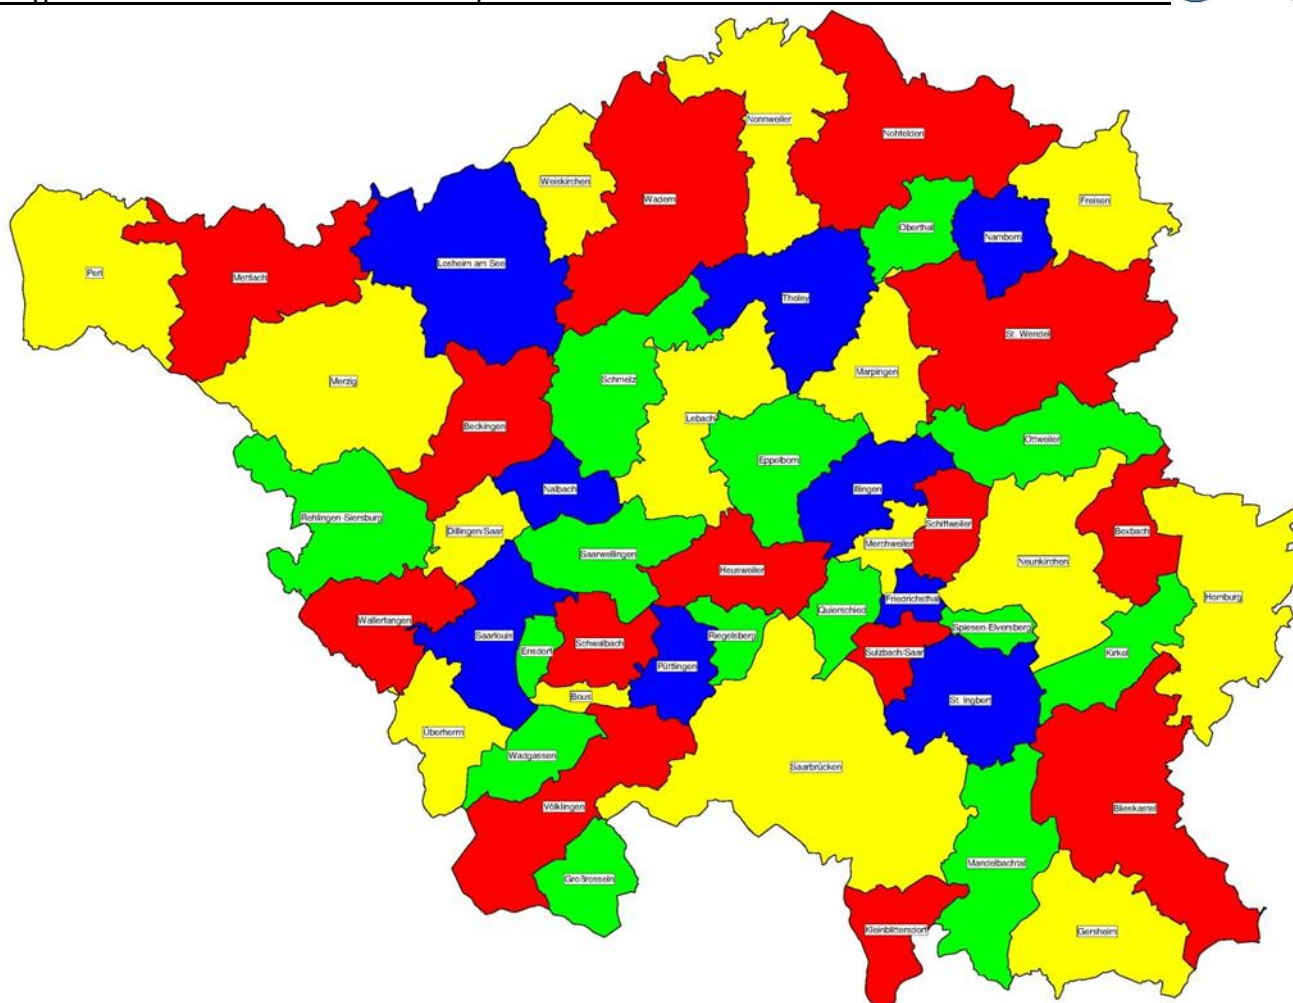 Nonnweiler
Nohfelden
Weiskirchen
Wadern
Freisen
Oberthal
Namborn
Losheim am See
Perl
Mettlach
Tholey
St. Wendel
Marpingen
Schmelz
Merzig
Lebach
Beckingen
Ottweiler
Eppelborn
Nalbach
Illingen
Rehlingen-Siersburg
Schiffweiler
Dillingen/Saar
Bexbach
Merchweiler
Saarwellingen
Neunkirchen
Heusweiler
Homburg
Friedrichsthal
Quierschied
Wallerfangen
Spiesen-Elversberg
Saarlouis
Riegelsberg
Schwalbach
Ensdorf
Sulzbach/Saar
Kirkel
Püttlingen
Bous
St. Ingbert
Überherrn
Wadgassen
Saarbrücken
Völklingen
Blieskastel
Mandelbachtal
Großrosseln
Kleinblittersdorf
Gersheim